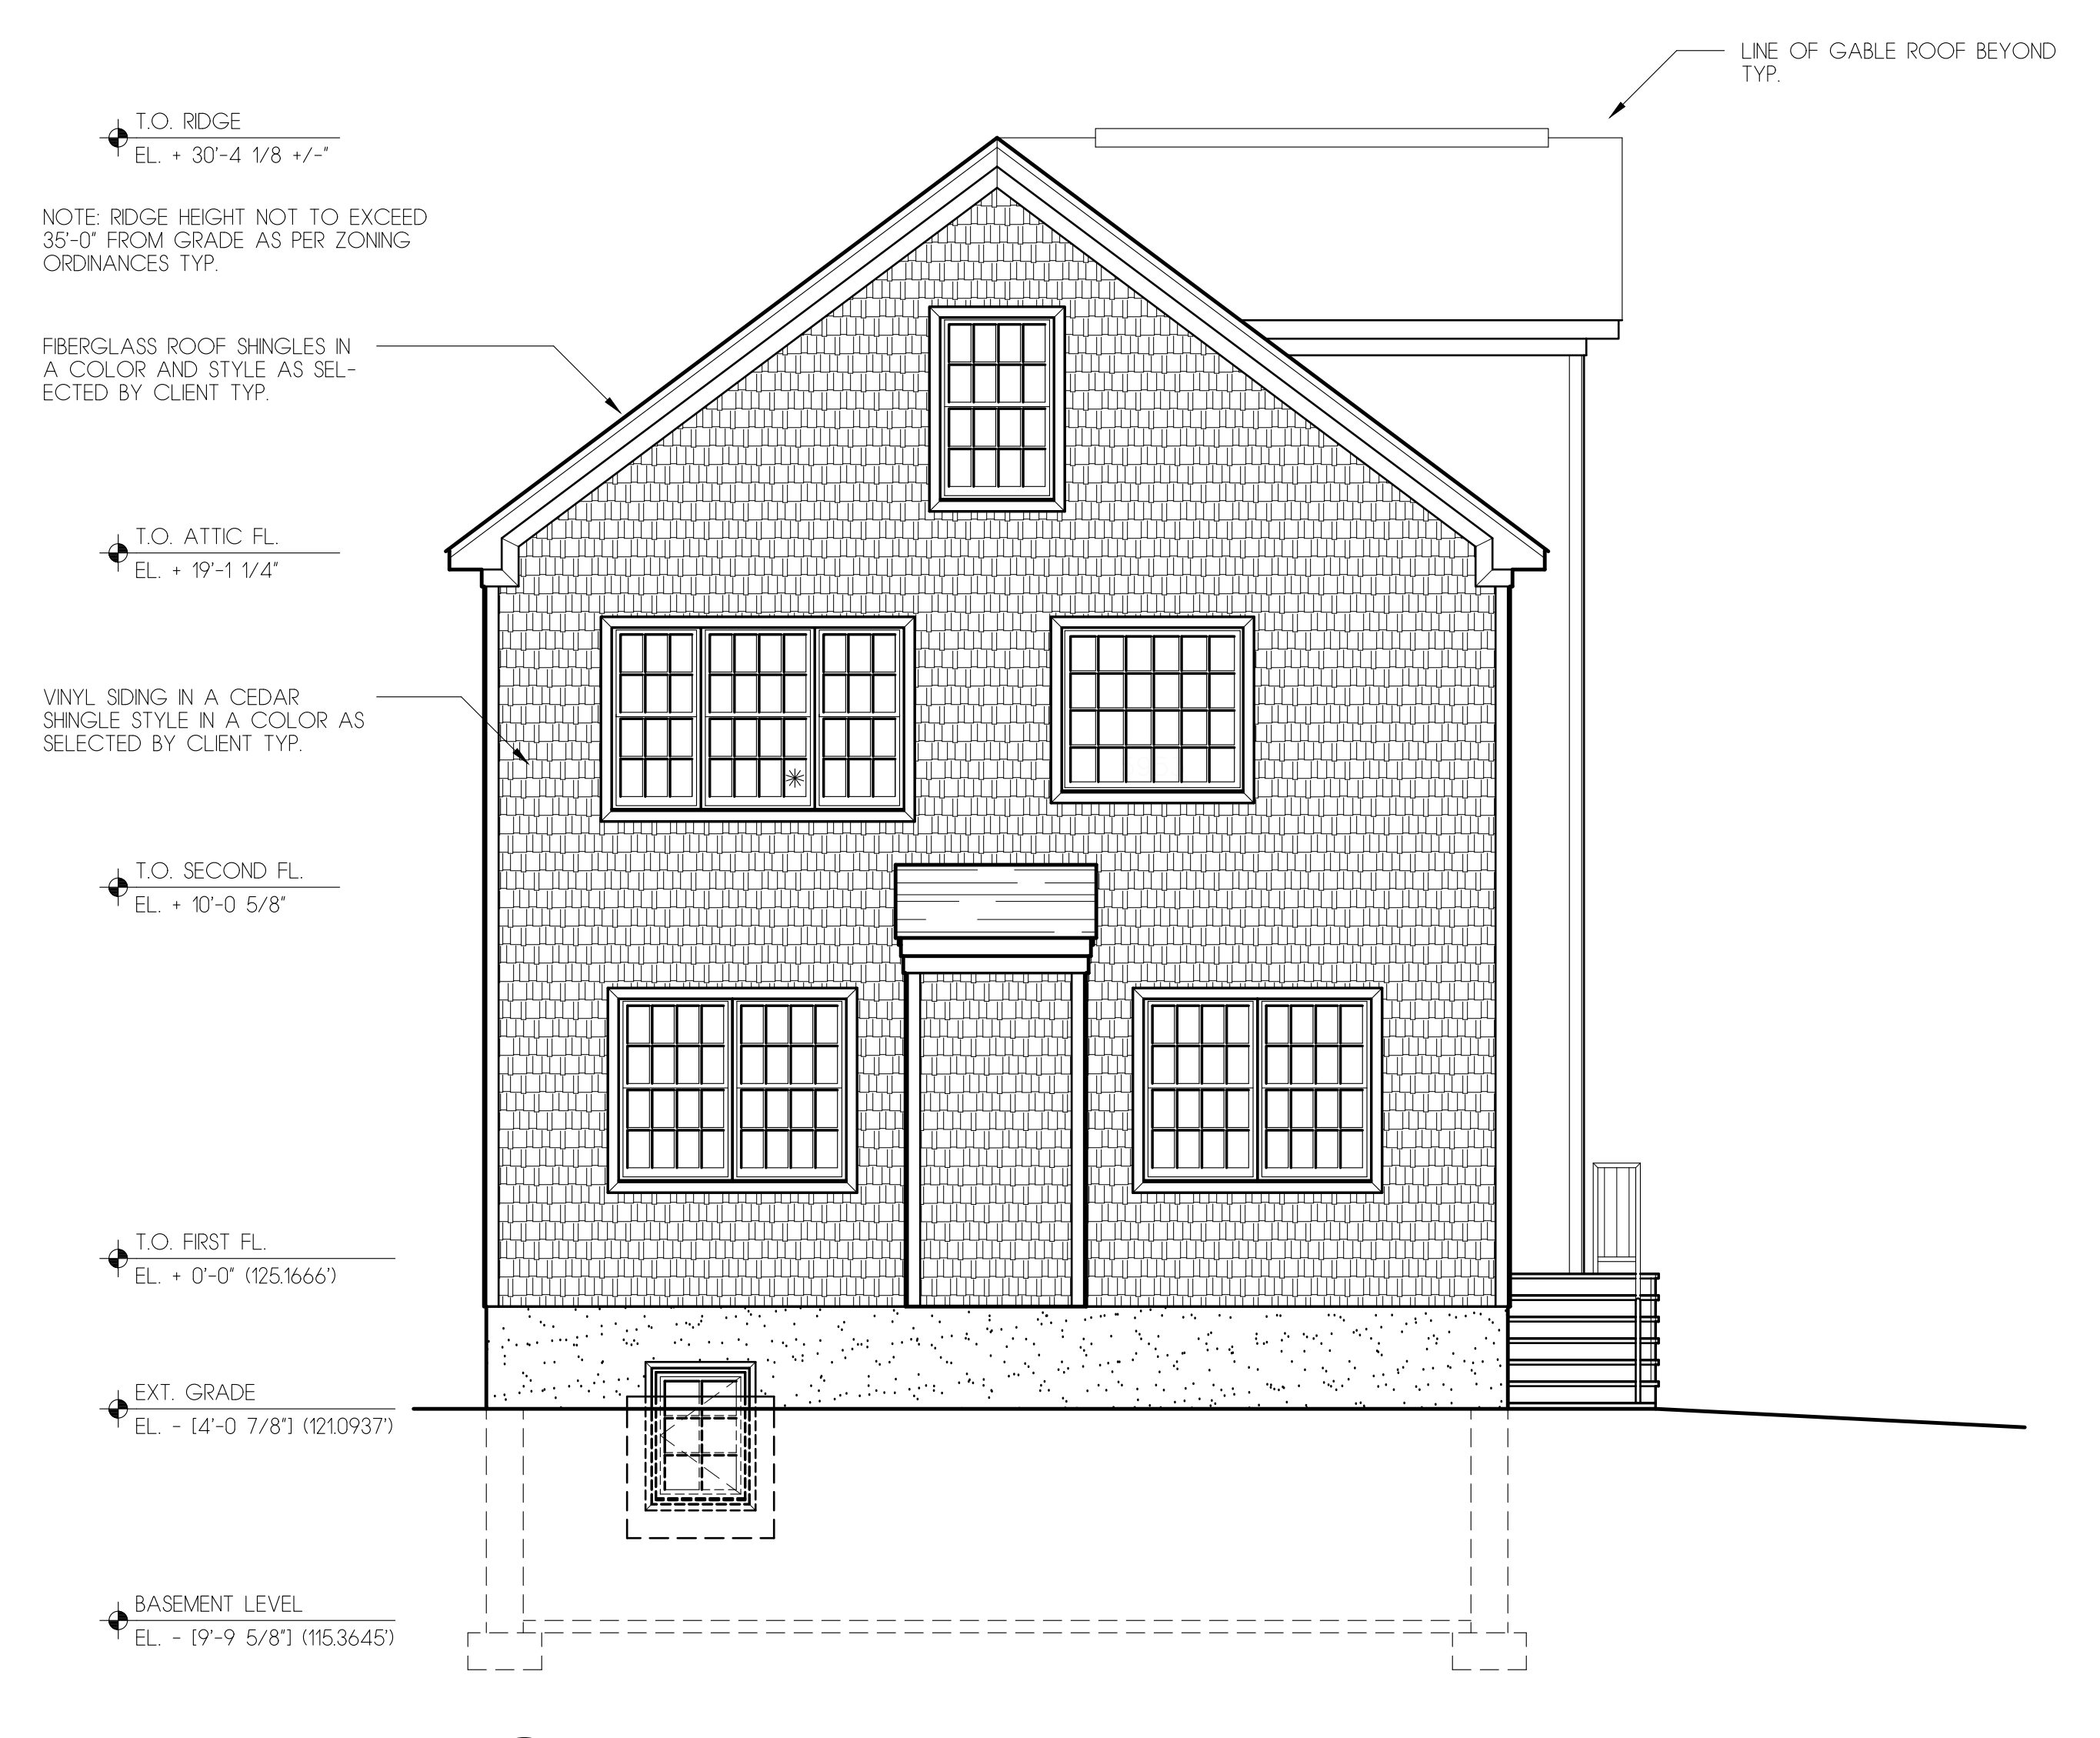 LINE OF GABLE ROOF BEYOND
TYP.
T.O. RIDGE
EL. + 30'-4 1/8 +/-"
NOTE: RIDGE HEIGHT NOT TO EXCEED
35'-0" FROM GRADE AS PER ZONING
ORDINANCES TYP.
FIBERGLASS ROOF SHINGLES IN
A COLOR AND STYLE AS SEL-
ECTED BY CLIENT TYP.
T.O. ATTIC FL.
EL. + 19'-1 1/4"
VINYL SIDING IN A CEDAR
SHINGLE STYLE IN A COLOR AS
SELECTED BY CLIENT TYP.
T.O. SECOND FL.
EL. + 10'-0 5/8"
T.O. FIRST FL.
EL. + 0'-0" (125.1666')
EXT. GRADE
EL. - [4'-0 7/8"] (121.0937')
BASEMENT LEVEL
EL. - [9'-9 5/8"] (115.3645')